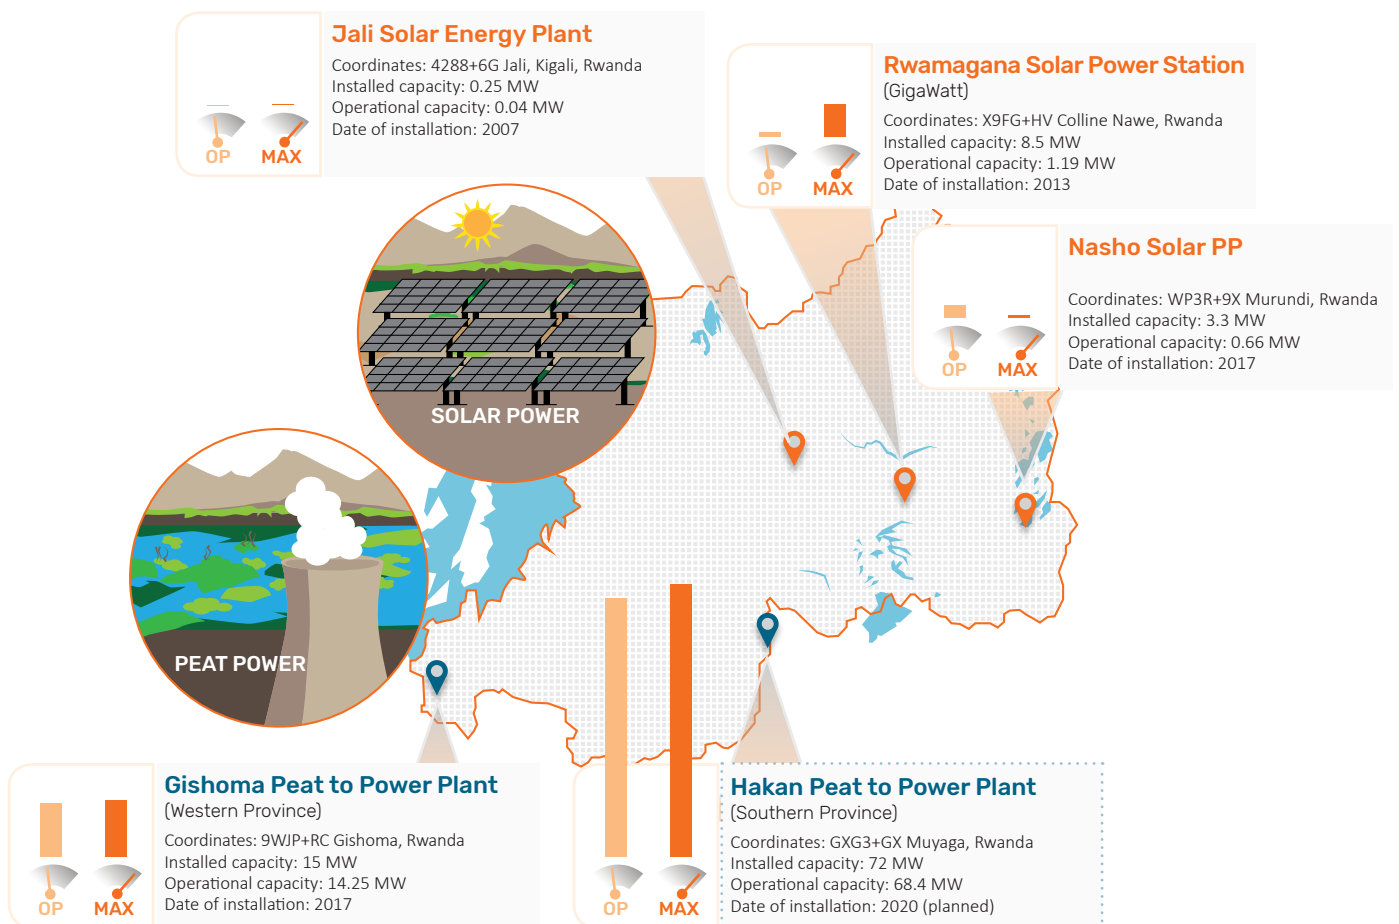 Jali Solar Energy Plant
Coordinates: 4288+6G Jali, Kigali, Rwanda
Installed capacity: 0.25 MW
Operational capacity: 0.04 MW
Date of installation: 2007
OP
MAX
Rwamagana Solar Power Station
(GigaWatt)
Coordinates: X9FG+HV Colline Nawe, Rwanda
Installed capacity: 8.5 MW
Operational capacity: 1.19 MW
Date of installation: 2013
OP
MAX
Nasho Solar PP
Coordinates: WP3R+9X Murundi, Rwanda
Installed capacity: 3.3 MW
Operational capacity: 0.66 MW
Date of installation: 2017
OP
MAX
SOLAR POWER
PEAT POWER
Gishoma Peat to Power Plant
(Western Province)
Coordinates: 9WJP+RC Gishoma, Rwanda
Installed capacity: 15 MW
Operational capacity: 14.25 MW
Date of installation: 2017
OP
MAX
Hakan Peat to Power Plant
(Southern Province)
Coordinates: GXG3+GX Muyaga, Rwanda
Installed capacity: 72 MW
Operational capacity: 68.4 MW
Date of installation: 2020 (planned)
OP
MAX